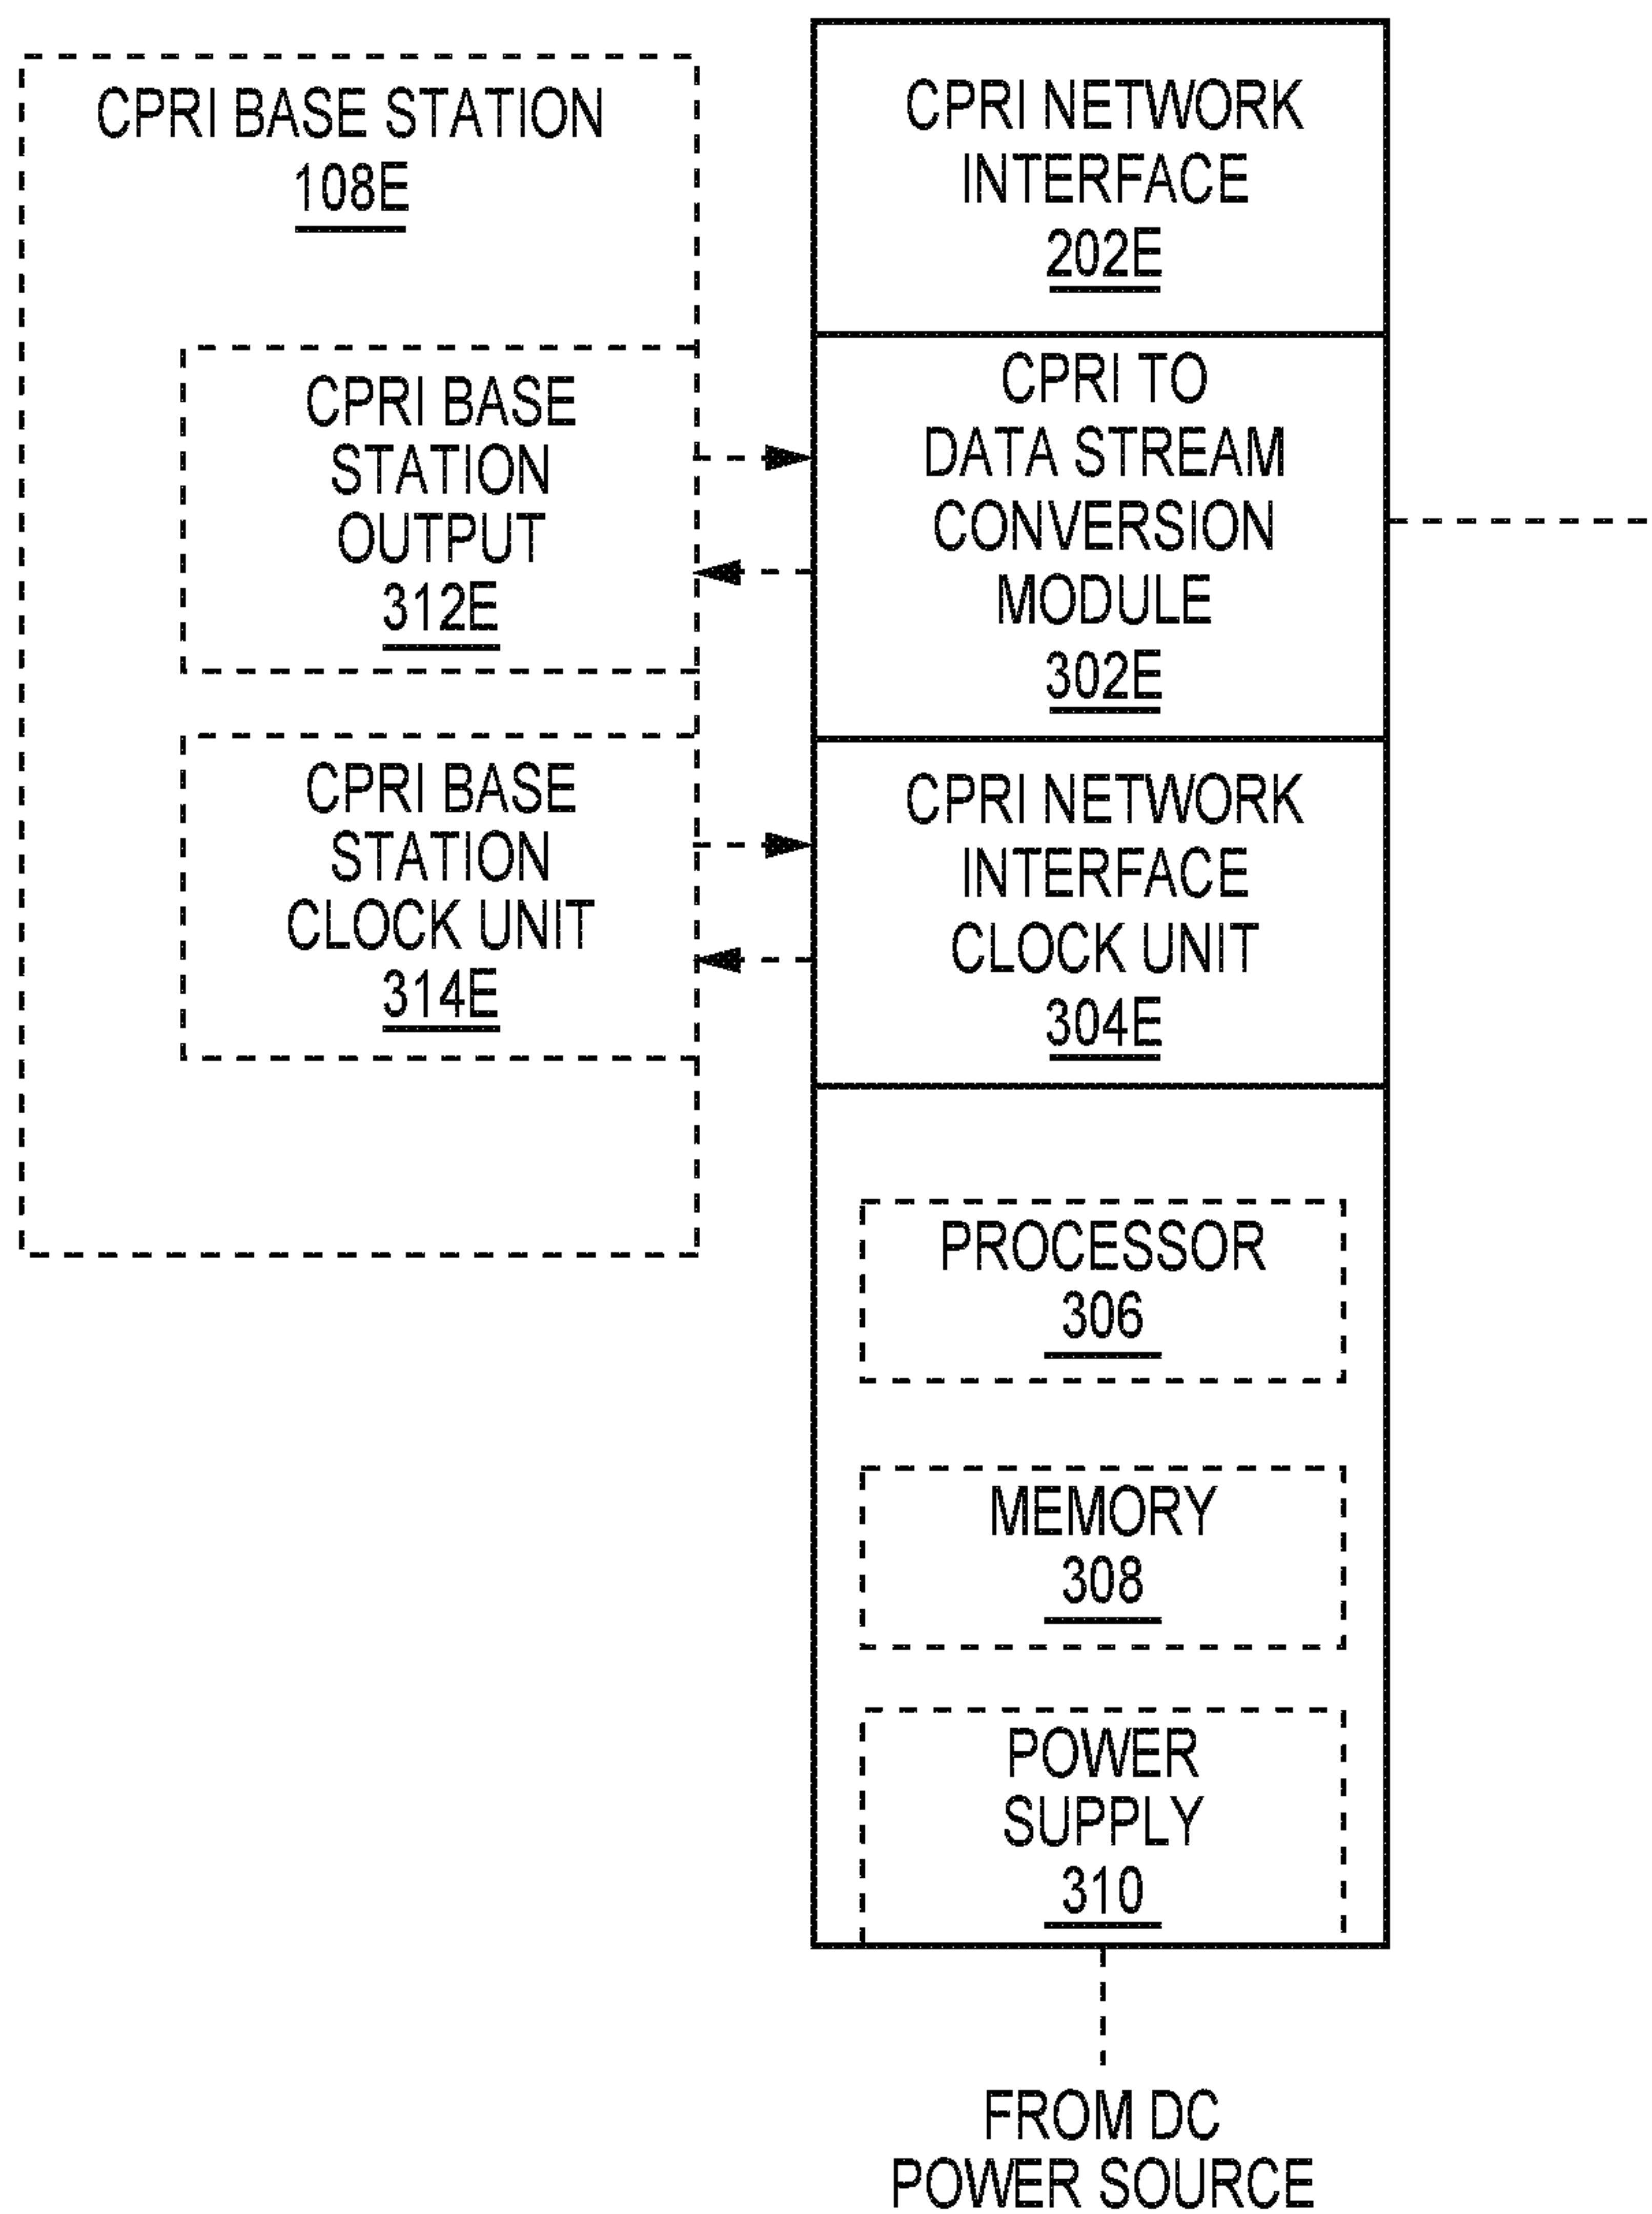 CPRI BASE STATION
108E
CPRI BASE
STATION
OUTPUT
312E
CPRI BASE
STATION
CLOCK UNIT
314E
CPRI NETWORK
INTERFACE
202E
CPRI TO
DATA STREAM
CONVERSION
MODULE
302E
CPRI NETWORK
INTERFACE
CLOCK UNIT
304E
PROCESSOR
306
MEMORY
308
POWER
SUPPLY
310
FROM DC
POWER SOURCE